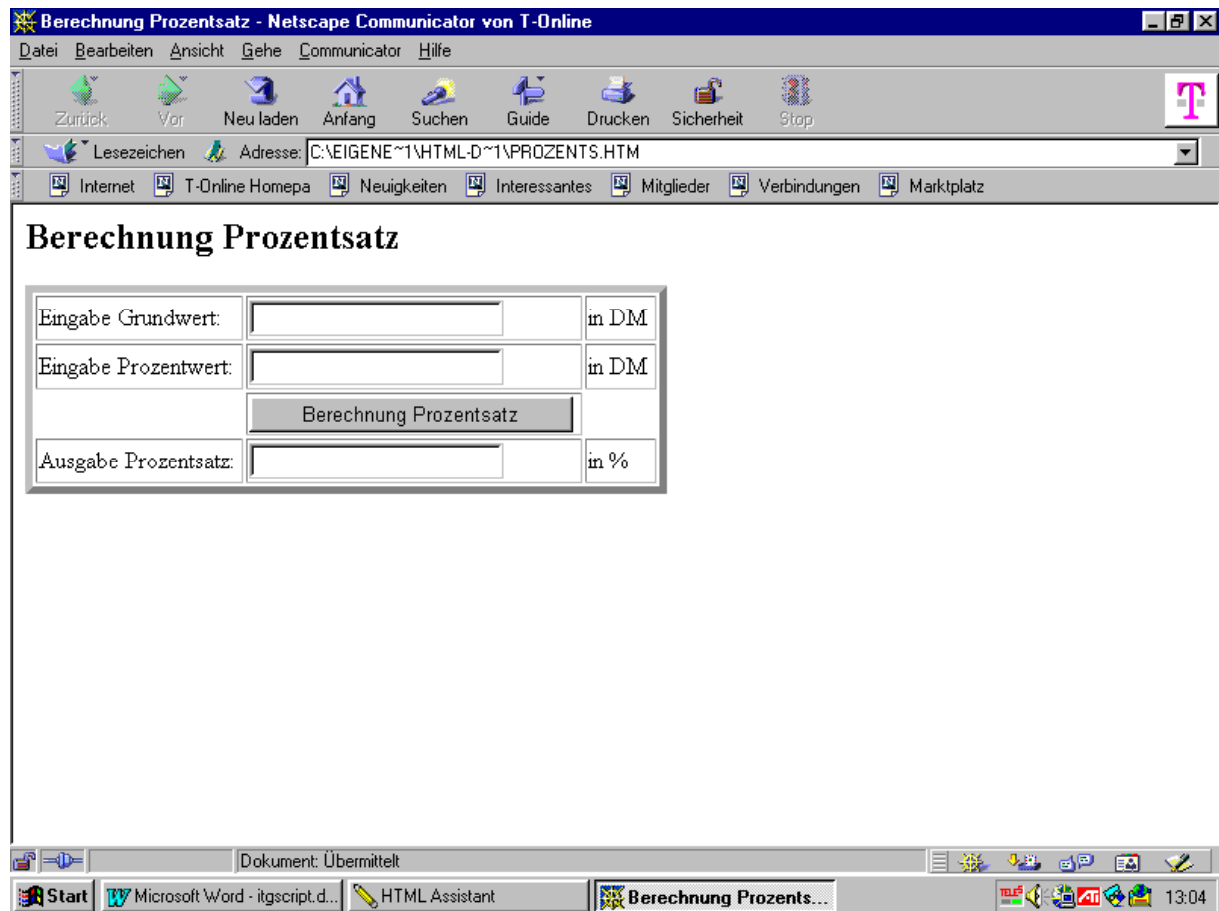 Berechnung Prozentsatz - Netscape Communicator von T-Online
Datei Bearbeiten Ansicht Gehe Communicator Hilfe
Zurück Vor Neu laden Anfang Suchen Guide Drucken Sicherheit Stop
T
Lesezeichen Adresse: C:\EIGENE~1\HTML-D~1\PROZENTS.HTM
Internet T-Online Homepa Neuigkeiten Interessantes Mitglieder Verbindungen Marktplatz
Berechnung Prozentsatz
Eingabe Grundwert: in DM
Eingabe Prozentwert: in DM
Berechnung Prozentsatz
Ausgabe Prozentsatz: in %
Dokument: Übermittelt
Start Microsoft Word - itgscript.d... HTML Assistant Berechnung Prozents... 13:04